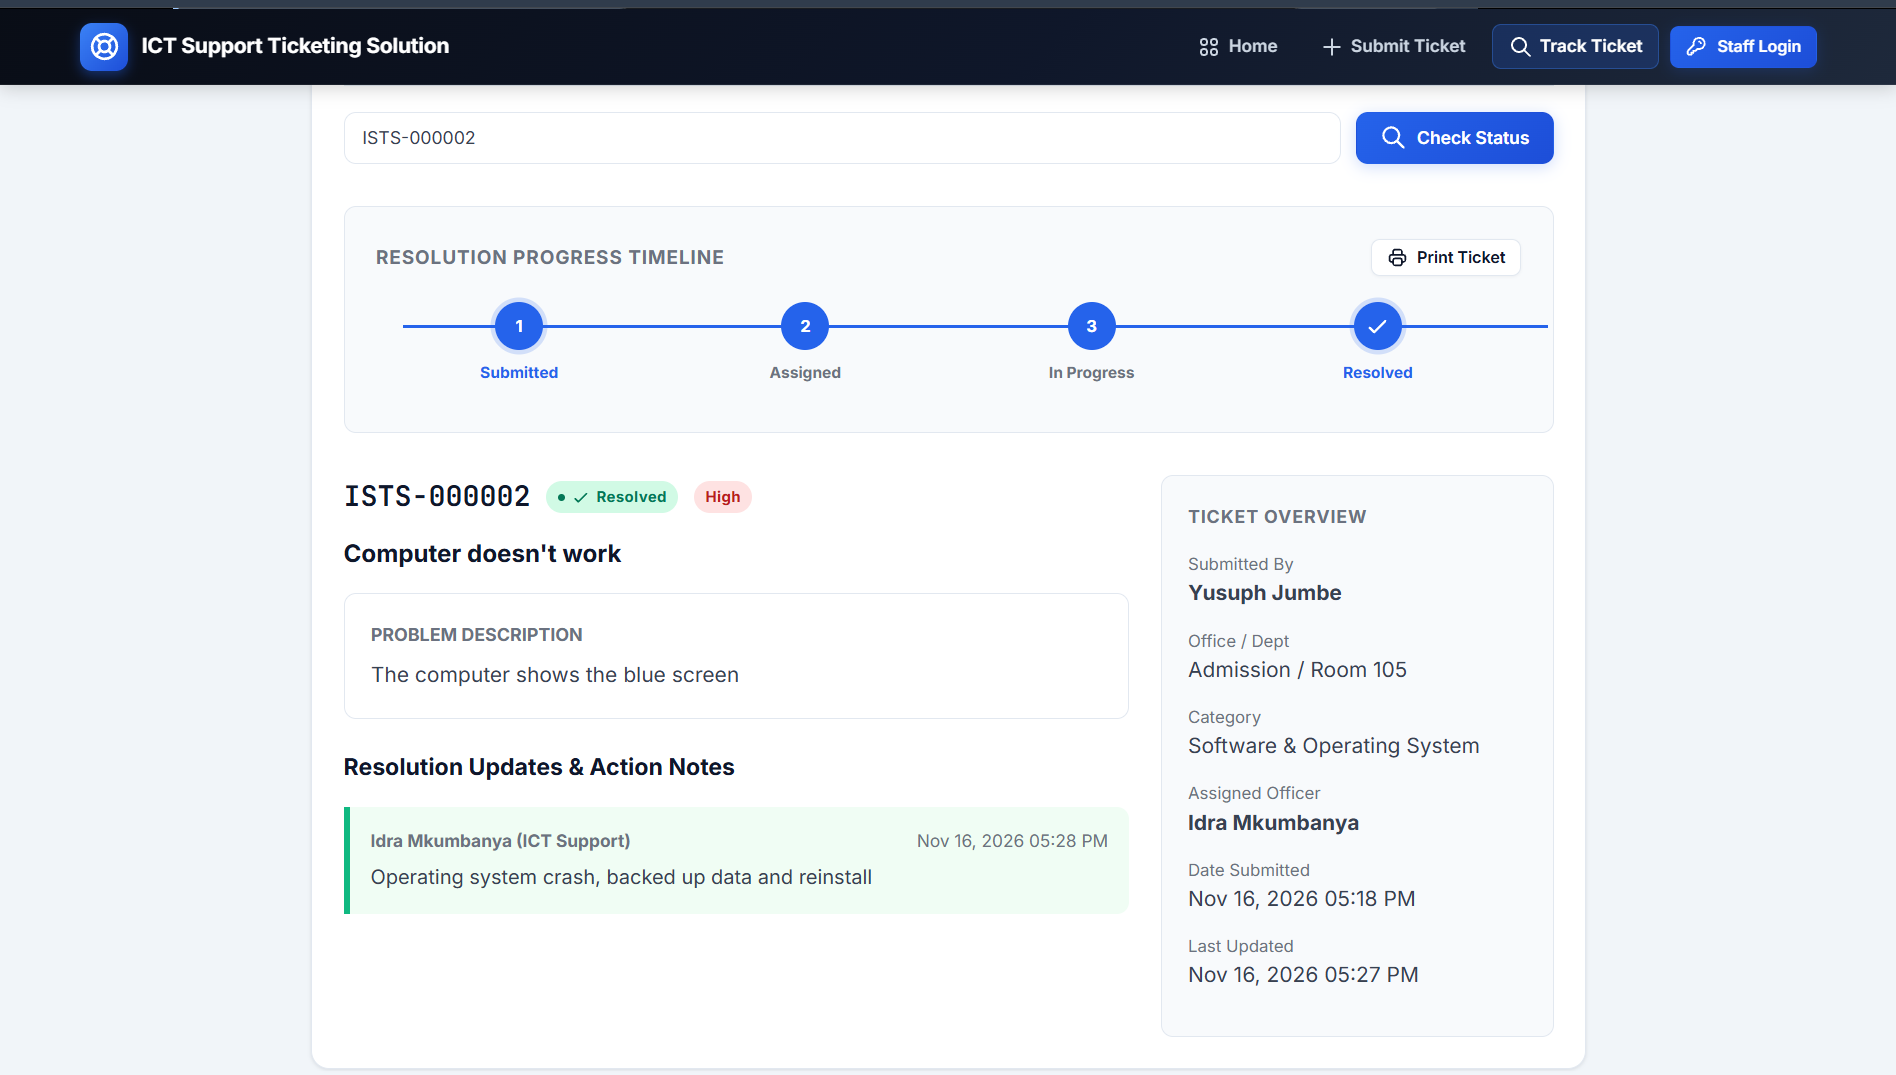 ICT Support Ticketing Solution
Home
Submit Ticket
Track Ticket
Staff Login
ISTS-000002
Check Status
RESOLUTION PROGRESS TIMELINE
Print Ticket
1
2
3
Submitted
Assigned
In Progress
Resolved
ISTS-000002
Resolved
High
Computer doesn't work
PROBLEM DESCRIPTION
The computer shows the blue screen
Resolution Updates & Action Notes
Idra Mkumbanya (ICT Support)
Nov 16, 2026 05:28 PM
Operating system crash, backed up data and reinstall
TICKET OVERVIEW
Submitted By
Yusuph Jumbe
Office / Dept
Admission / Room 105
Category
Software & Operating System
Assigned Officer
Idra Mkumbanya
Date Submitted
Nov 16, 2026 05:18 PM
Last Updated
Nov 16, 2026 05:27 PM